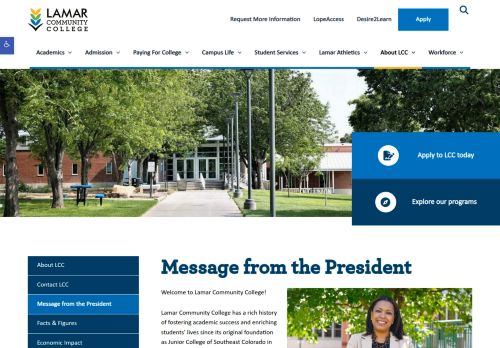 LAMAR
COMMUNITY
COLLEGE
Request More Information LopeAccess Desire2Learn Apply
Academics Admission Paying For College Campus Life Student Services Lamar Athletics About LCC Workforce
Apply to LCC today
Explore our programs
About LCC
Contact LCC
Message from the President
Facts & Figures
Economic Impact
Message from the President
Welcome to Lamar Community College!
Lamar Community College has a rich history
of fostering academic success and enriching
students' lives since its original foundation
as Junior College of Southeast Colorado in